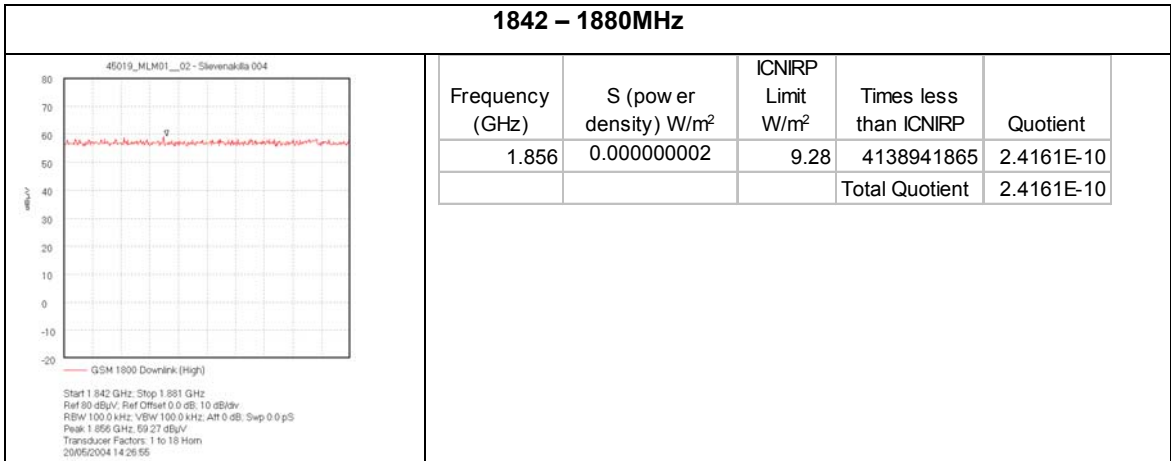 1842 – 1880MHz
45019_MLM01__02 - Slievenakilla 004
80
70
60
50
40
30
20
10
0
-10
-20
dBµV
GSM 1800 Downlink (High)
Start 1.842 GHz; Stop 1.881 GHz
Ref 80 dBµV; Ref Offset 0.0 dB; 10 dB/div
RBW 100.0 kHz; VBW 100.0 kHz; Att 0 dB; Swp 0.0 pS
Peak 1.856 GHz, 59.27 dBµV
Transducer Factors: 1 to 18 Horn
20/05/2004 14:26:55
Frequency (GHz) S (pow er density) W/m² ICNIRP Limit W/m² Times less than ICNIRP Quotient
1.856 0.000000002 9.28 4138941865 2.4161E-10
Total Quotient 2.4161E-10